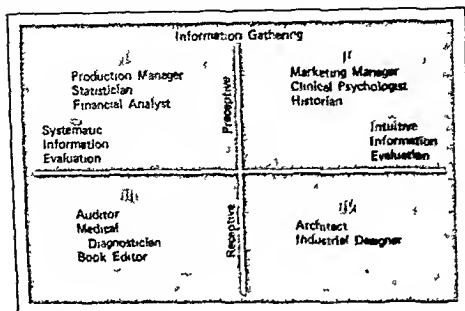 Information Gathering
Production Manager
Statistician
Financial Analyst
Systematic
Information
Evaluation
Preceptive
Marketing Manager
Clinical Psychologist
Historian
Intuitive
Information
Evaluation
Auditor
Medical
Diagnostician
Book Editor
Receptive
Architect
Industrial Designer